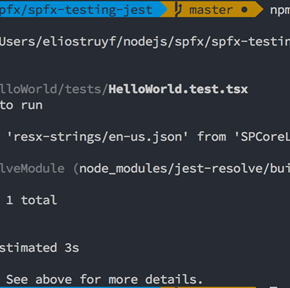 pfx/spfx-testing-jest master ● npm
Users/eliostruyf/nodejs/spfx/spfx-testin
lloWorld/tests/HelloWorld.test.tsx
to run
'resx-strings/en-us.json' from 'SPCoreL
lveModule (node_modules/jest-resolve/bui
1 total
stimated 3s
See above for more details.